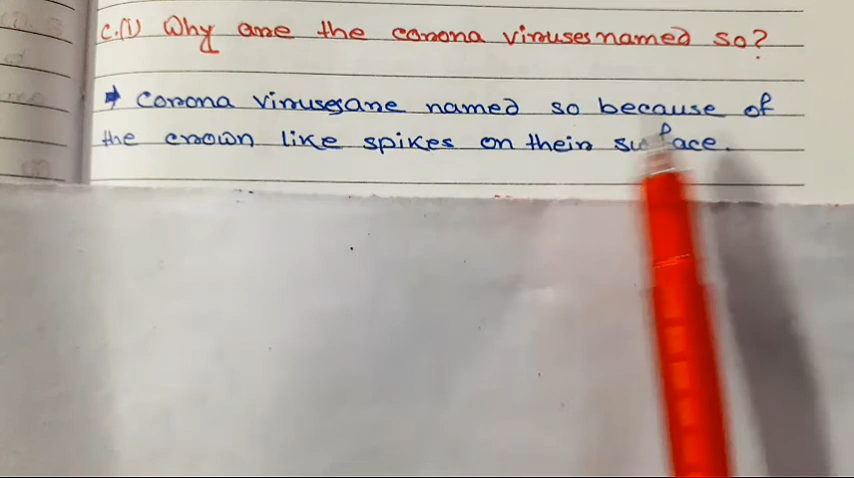 c.(i) Why are the corona viruses named so?
→ Corona viruses are named so because of
the crown like spikes on their surface.